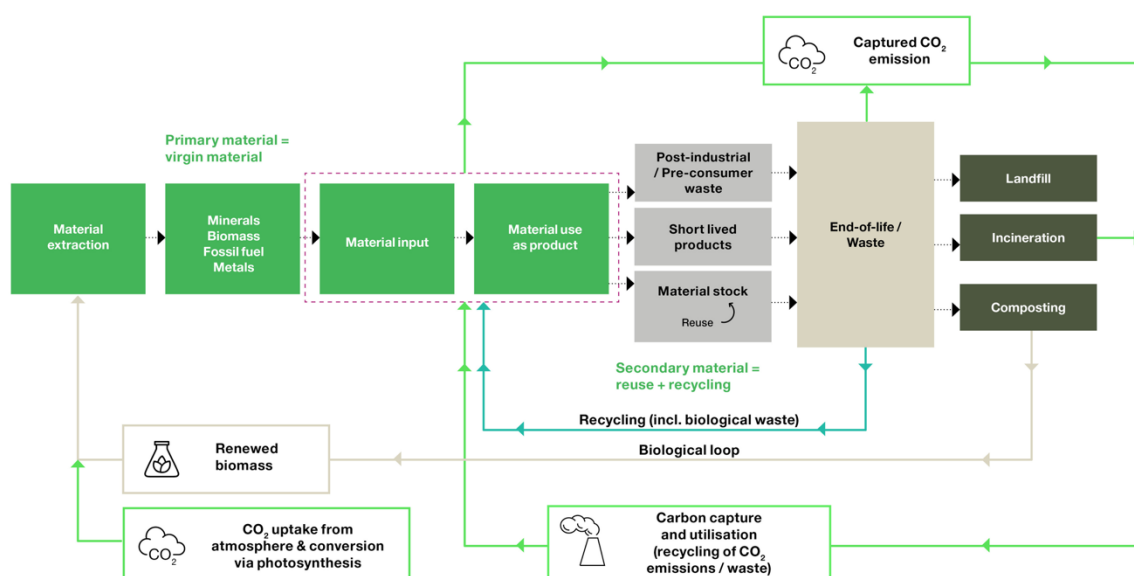 Captured CO₂
emission
CO₂
Primary material =
virgin material
Post-industrial
/ Pre-consumer
waste
Material
extraction
Minerals
Biomass
Fossil fuel
Metals
Material input
Material use
as product
Short lived
products
Material stock
Reuse
End-of-life /
Waste
Landfill
Incineration
Composting
Secondary material =
reuse + recycling
Recycling (incl. biological waste)
Biological loop
Renewed
biomass
CO₂
CO₂ uptake from
atmosphere & conversion
via photosynthesis
Carbon capture
and utilisation
(recycling of CO₂
emissions / waste)